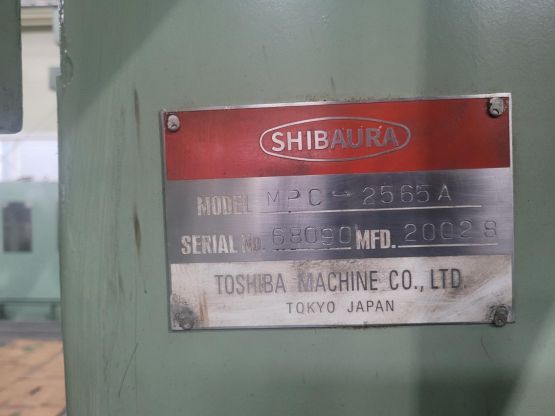 SHIBAURA
MODEL MPC-2565A
SERIAL NO. 68090 MFD. 2002 8
TOSHIBA MACHINE CO., LTD.
TOKYO JAPAN